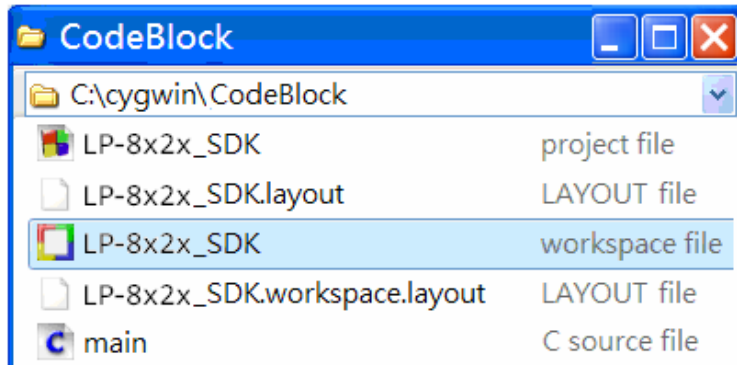 CodeBlock
C:\cygwin\CodeBlock
LP-8x2x_SDK project file
LP-8x2x_SDK.layout LAYOUT file
LP-8x2x_SDK workspace file
LP-8x2x_SDK.workspace.layout LAYOUT file
main C source file